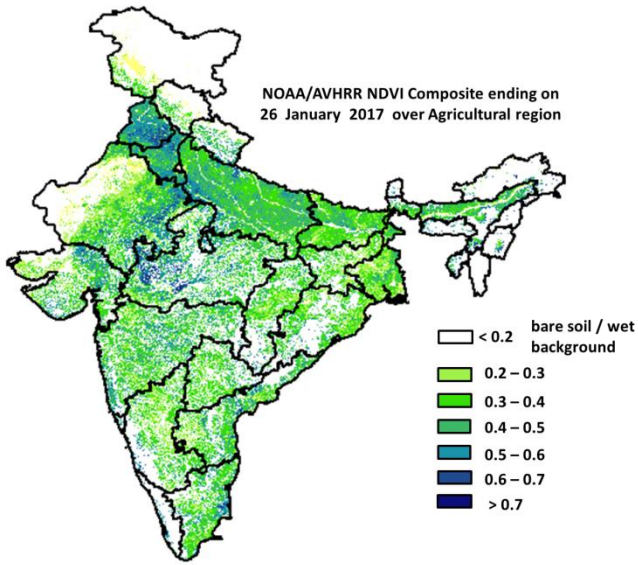 NOAA/AVHRR NDVI Composite ending on
26 January 2017 over Agricultural region
< 0.2 bare soil / wet
background
0.2 – 0.3
0.3 – 0.4
0.4 – 0.5
0.5 – 0.6
0.6 – 0.7
> 0.7